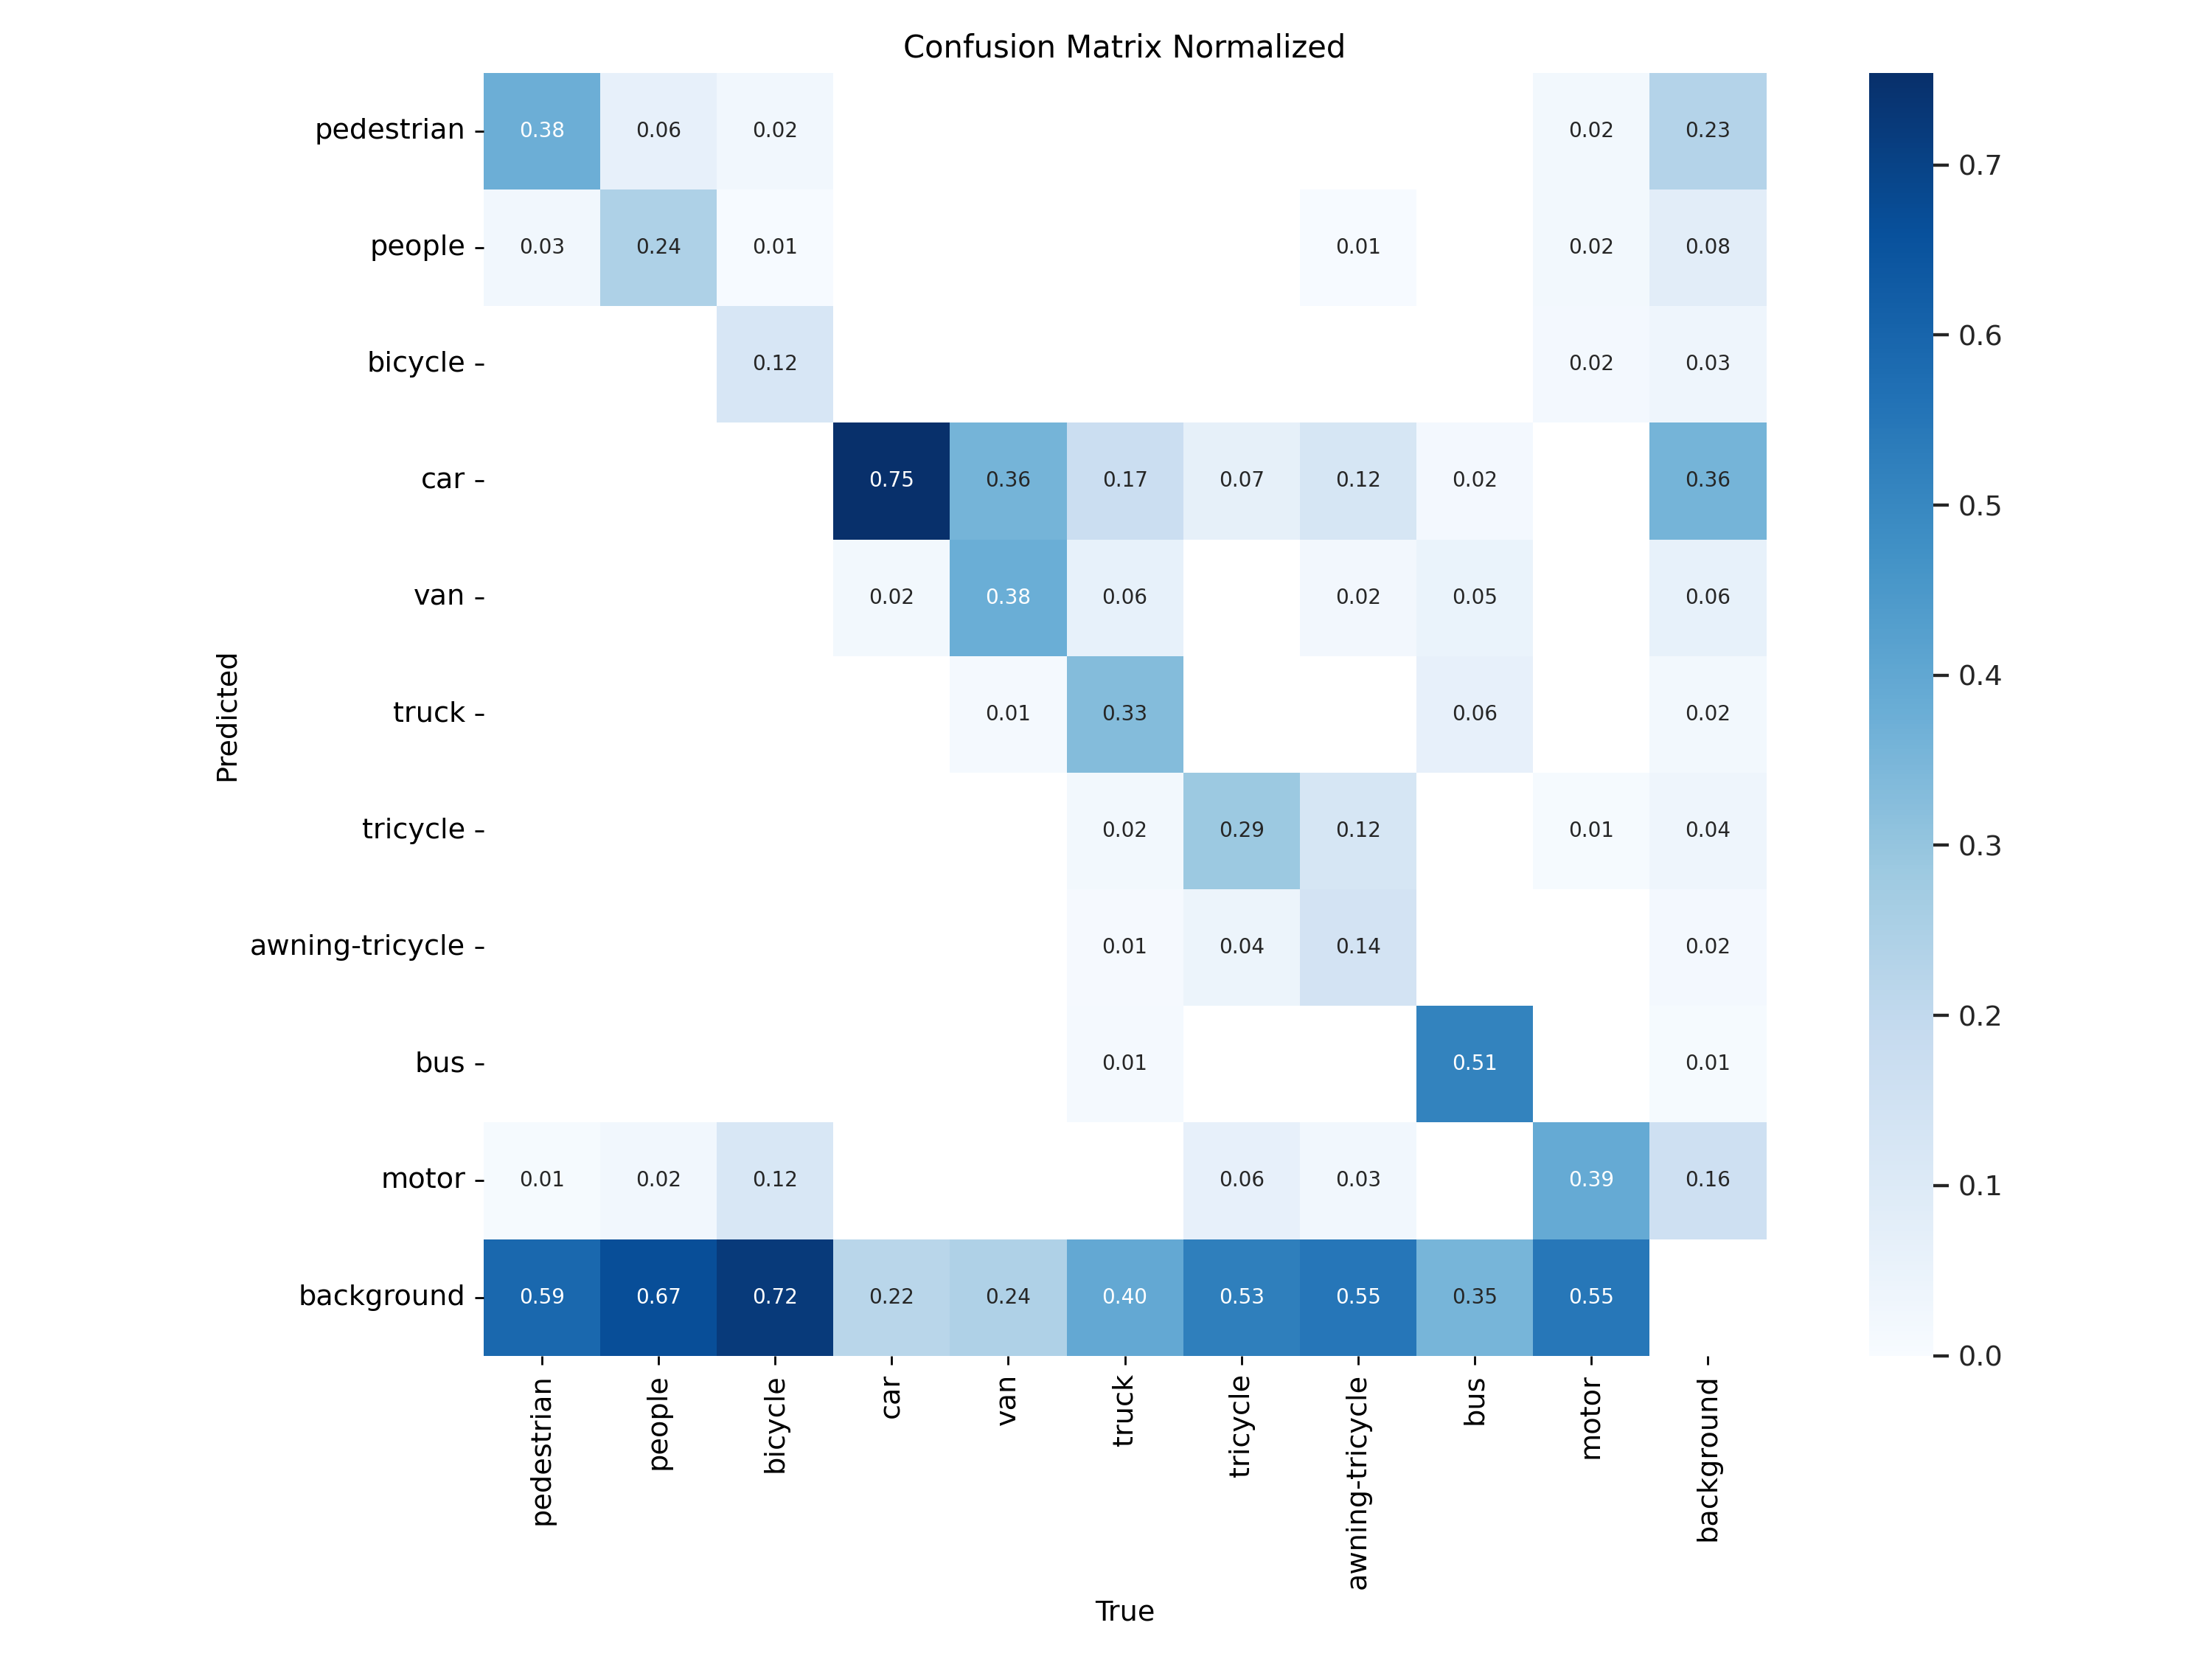 Confusion Matrix Normalized
pedestrian 0.38 0.06 0.02 0.02 0.23
people 0.03 0.24 0.01 0.01 0.02 0.08
bicycle 0.12 0.02 0.03
car 0.75 0.36 0.17 0.07 0.12 0.02 0.36
van 0.02 0.38 0.06 0.02 0.05 0.06
truck 0.01 0.33 0.06 0.02
tricycle 0.02 0.29 0.12 0.01 0.04
awning-tricycle 0.01 0.04 0.14 0.02
bus 0.01 0.51 0.01
motor 0.01 0.02 0.12 0.06 0.03 0.39 0.16
background 0.59 0.67 0.72 0.22 0.24 0.40 0.53 0.55 0.35 0.55
Predicted
pedestrian
people
bicycle
car
van
truck
tricycle
awning-tricycle
bus
motor
background
True
0.7
0.6
0.5
0.4
0.3
0.2
0.1
0.0